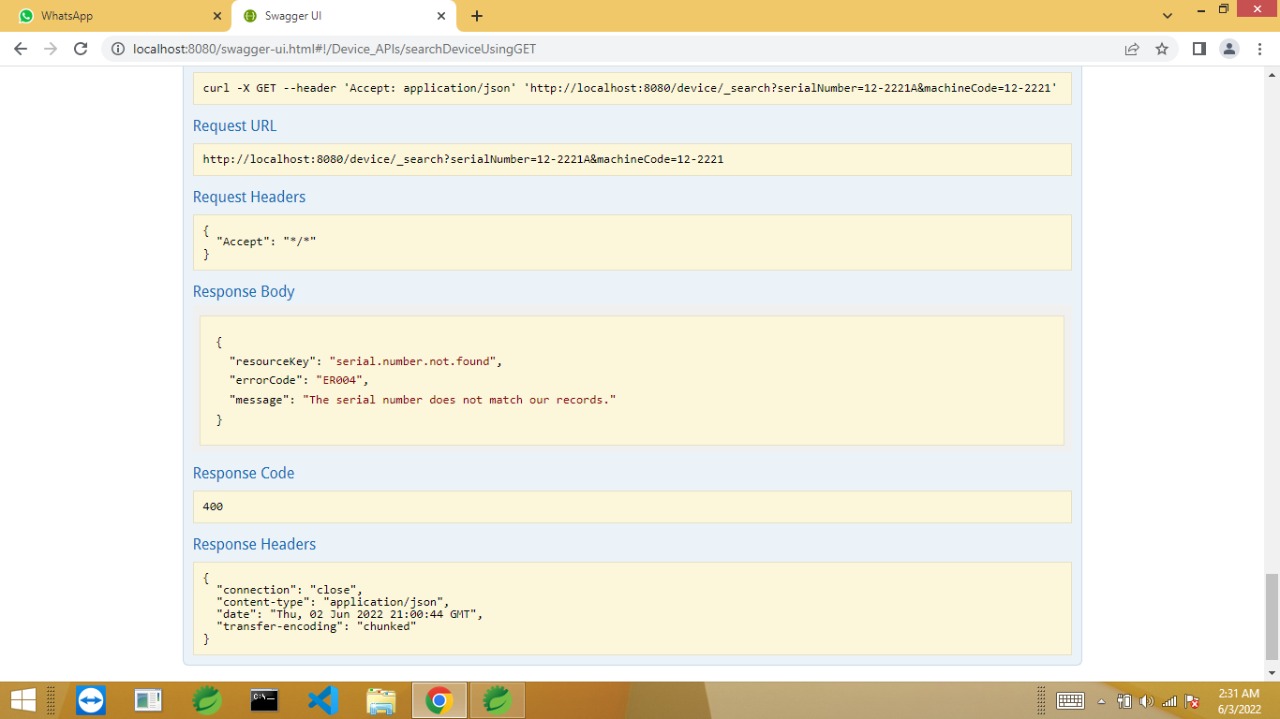 WhatsApp
Swagger UI
localhost:8080/swagger-ui.html#!/Device_APIs/searchDeviceUsingGET
curl -X GET --header 'Accept: application/json' 'http://localhost:8080/device/_search?serialNumber=12-2221A&machineCode=12-2221'
Request URL
http://localhost:8080/device/_search?serialNumber=12-2221A&machineCode=12-2221
Request Headers
{
"Accept": "*/*"
}
Response Body
{
"resourceKey": "serial.number.not.found",
"errorCode": "ER004",
"message": "The serial number does not match our records."
}
Response Code
400
Response Headers
{
"connection": "close",
"content-type": "application/json",
"date": "Thu, 02 Jun 2022 21:00:44 GMT",
"transfer-encoding": "chunked"
}
2:31 AM
6/3/2022